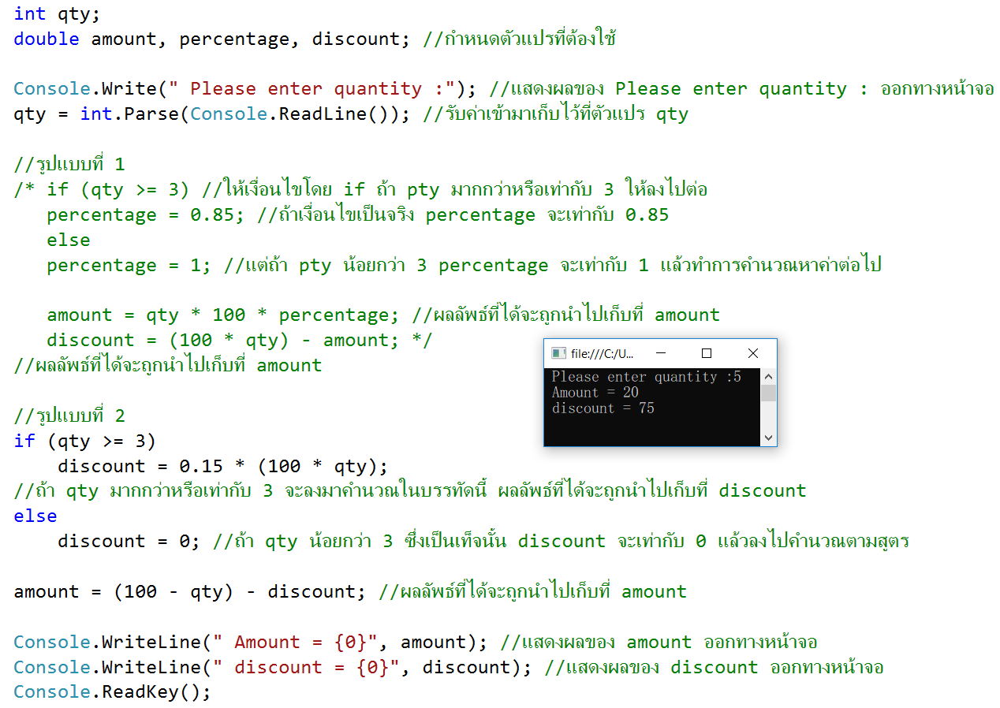 int qty;
double amount, percentage, discount; //กำหนดตัวแปรที่ต้องใช้
Console.Write(" Please enter quantity :"); //แสดงผลของ Please enter quantity : ออกทางหน้าจอ
qty = int.Parse(Console.ReadLine()); //รับค่าเข้ามาเก็บไว้ที่ตัวแปร qty
//รูปแบบที่ 1
/* if (qty >= 3) //ให้เงื่อนไขโดย if ถ้า pty มากกว่าหรือเท่ากับ 3 ให้ลงไปต่อ
percentage = 0.85; //ถ้าเงื่อนไขเป็นจริง percentage จะเท่ากับ 0.85
else
percentage = 1; //แต่ถ้า pty น้อยกว่า 3 percentage จะเท่ากับ 1 แล้วทำการคำนวณหาค่าต่อไป
amount = qty * 100 * percentage; //ผลลัพธ์ที่ได้จะถูกนำไปเก็บที่ amount
discount = (100 * qty) - amount; */
//ผลลัพธ์ที่ได้จะถูกนำไปเก็บที่ amount
file:///C:/U...
Please enter quantity :5
Amount = 20
discount = 75
//รูปแบบที่ 2
if (qty >= 3)
discount = 0.15 * (100 * qty);
//ถ้า qty มากกว่าหรือเท่ากับ 3 จะลงมาคำนวณในบรรทัดนี้ ผลลัพธ์ที่ได้จะถูกนำไปเก็บที่ discount
else
discount = 0; //ถ้า qty น้อยกว่า 3 ซึ่งเป็นเท็จนั้น discount จะเท่ากับ 0 แล้วลงไปคำนวณตามสูตร
amount = (100 - qty) - discount; //ผลลัพธ์ที่ได้จะถูกนำไปเก็บที่ amount
Console.WriteLine(" Amount = {0}", amount); //แสดงผลของ amount ออกทางหน้าจอ
Console.WriteLine(" discount = {0}", discount); //แสดงผลของ discount ออกทางหน้าจอ
Console.ReadKey();